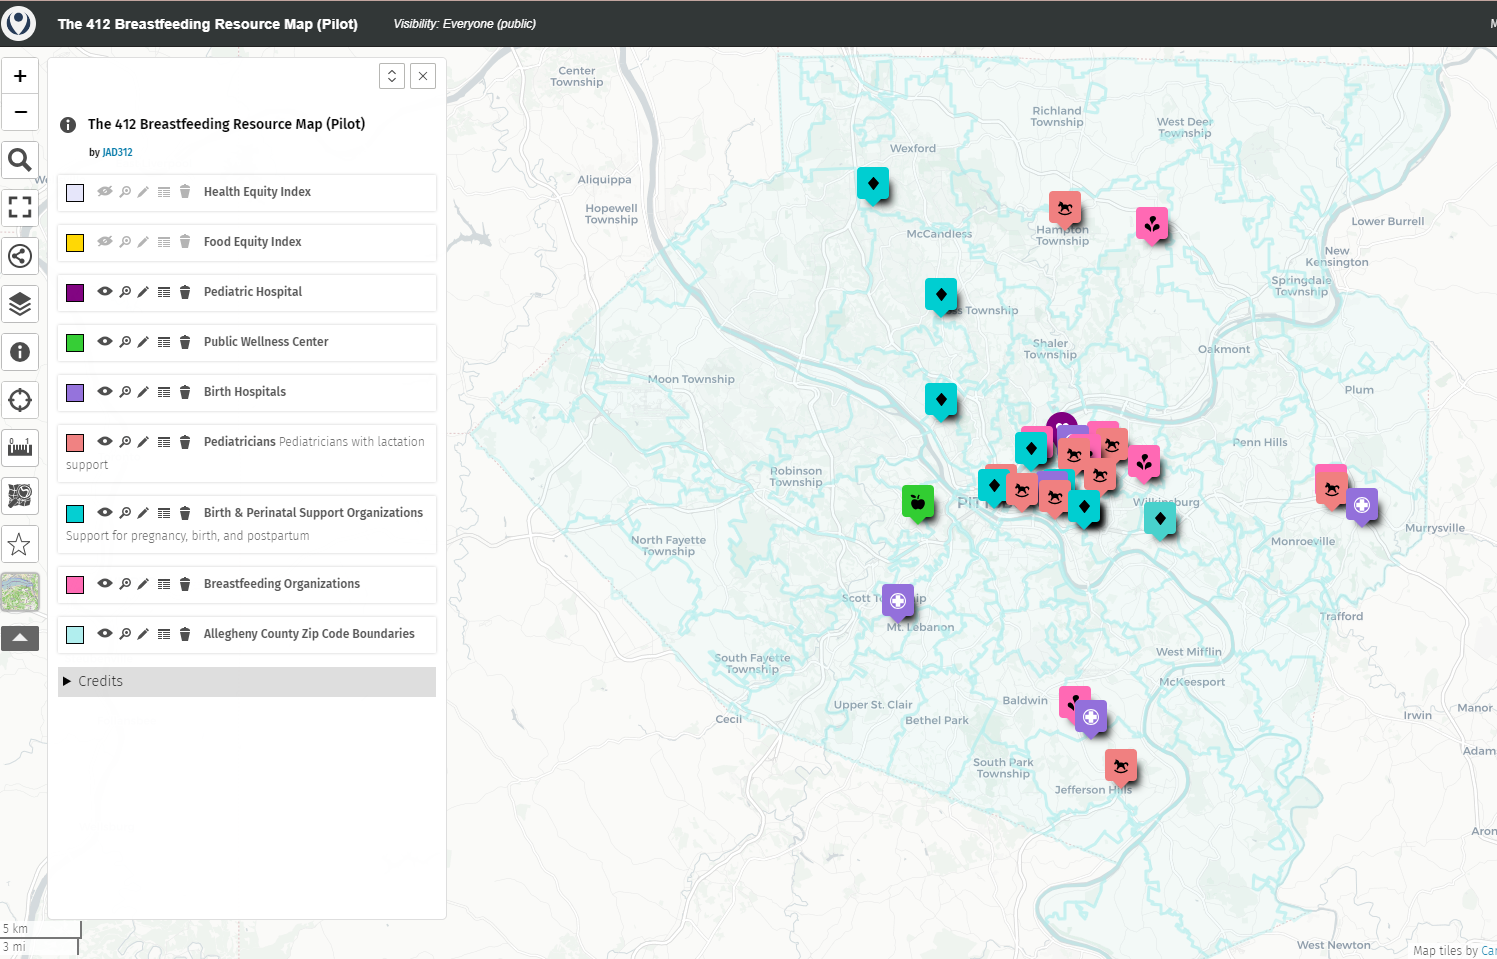 The 412 Breastfeeding Resource Map (Pilot)
Visibility: Everyone (public)
The 412 Breastfeeding Resource Map (Pilot)
by JAD312
Health Equity Index
Food Equity Index
Pediatric Hospital
Public Wellness Center
Birth Hospitals
Pediatricians Pediatricians with lactation
support
Birth & Perinatal Support Organizations
Support for pregnancy, birth, and postpartum
Breastfeeding Organizations
Allegheny County Zip Code Boundaries
Credits
5 km
3 mi
Center
Township
Richland
Township
West Deer
Township
Wexford
Aliquippa
Hopewell
Township
Lower Burrell
McCandless
Hampton
Township
New
Kensington
Springdale
Township
Township
Shaler
Township
Oakmont
Moon Township
Plum
Penn Hills
Robinson
Township
Wilkinsburg
Murrysville
North Fayette
Township
Monroeville
Scott
Mt. Lebanon
Trafford
South Fayette
Township
West Mifflin
McKeesport
Upper St. Clair
Baldwin
Cecil
Bethel Park
Irwin
Manor
South Park
Township
Jefferson Hills
West Newton
Map tiles by